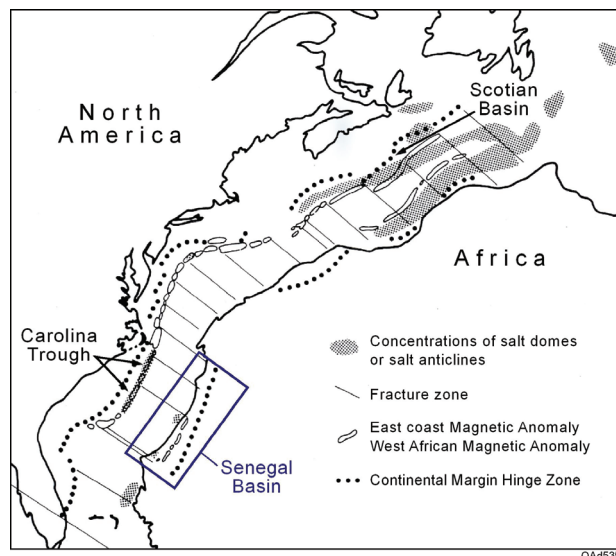 North
America
Scotian
Basin
Africa
Carolina
Trough
Senegal
Basin
Concentrations of salt domes
or salt anticlines
Fracture zone
East coast Magnetic Anomaly
West African Magnetic Anomaly
Continental Margin Hinge Zone